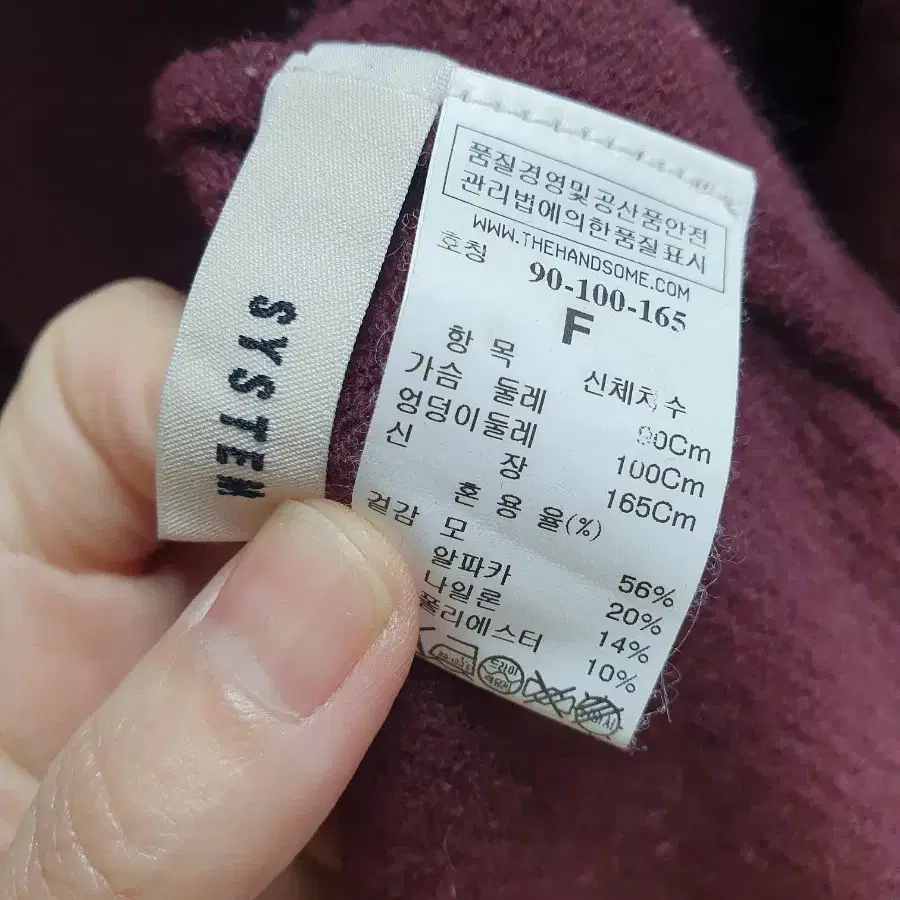 SYSTEM
품질경영및공산품안전
관리법에의한품질표시
WWW.THEHANDSOME.COM
호칭 90-100-165
F
항 목 신체치수
가슴 둘레 90Cm
엉덩이둘레 100Cm
신 장 165Cm
혼 용 율(%)
겉감 모 56%
알파카 20%
나일론 14%
폴리에스터 10%
드라이